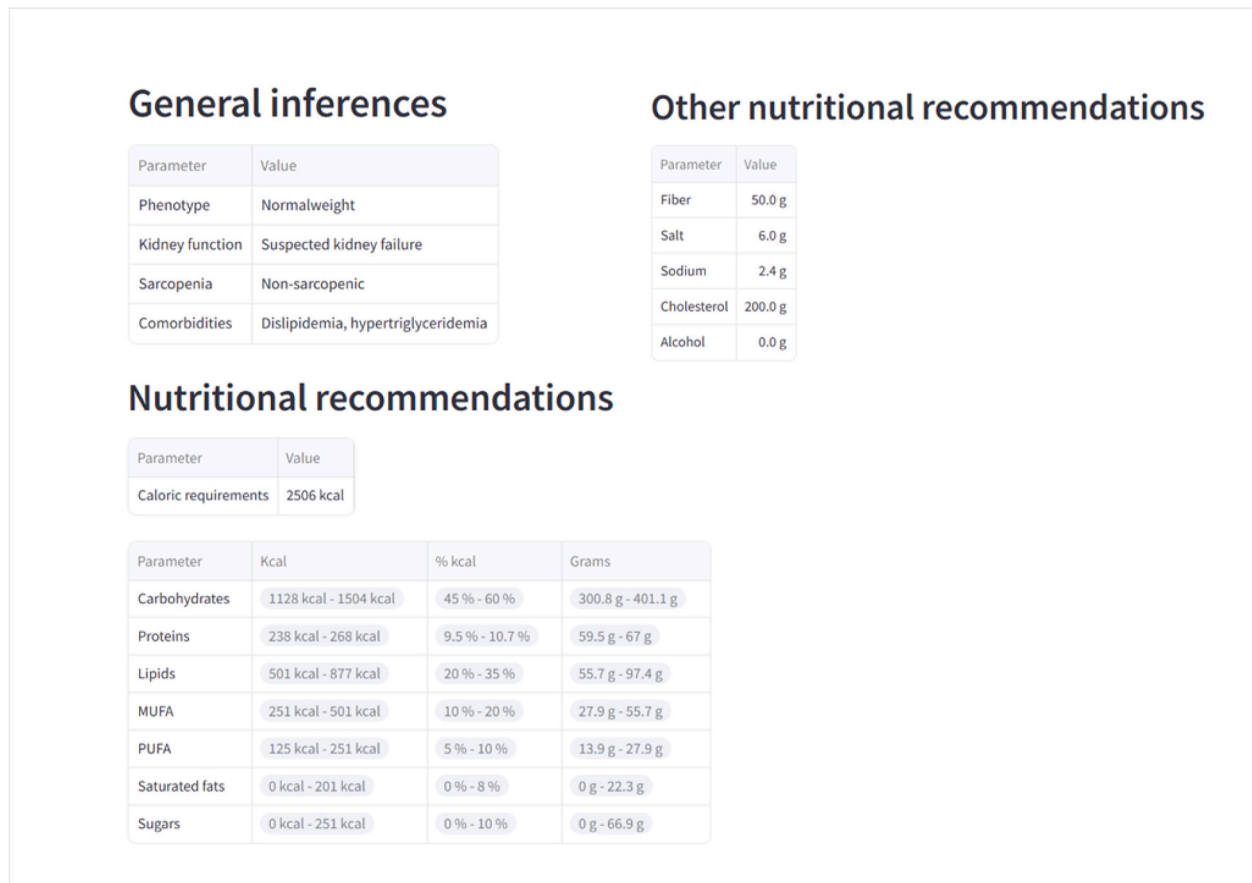 General inferences
Parameter Value
Phenotype Normalweight
Kidney function Suspected kidney failure
Sarcopenia Non-sarcopenic
Comorbidities Dislipidemia, hypertriglyceridemia
Other nutritional recommendations
Parameter Value
Fiber 50.0 g
Salt 6.0 g
Sodium 2.4 g
Cholesterol 200.0 g
Alcohol 0.0 g
Nutritional recommendations
Parameter Value
Caloric requirements 2506 kcal
Parameter Kcal % kcal Grams
Carbohydrates 1128 kcal - 1504 kcal 45 % - 60 % 300.8 g - 401.1 g
Proteins 238 kcal - 268 kcal 9.5 % - 10.7 % 59.5 g - 67 g
Lipids 501 kcal - 877 kcal 20 % - 35 % 55.7 g - 97.4 g
MUFA 251 kcal - 501 kcal 10 % - 20 % 27.9 g - 55.7 g
PUFA 125 kcal - 251 kcal 5 % - 10 % 13.9 g - 27.9 g
Saturated fats 0 kcal - 201 kcal 0 % - 8 % 0 g - 22.3 g
Sugars 0 kcal - 251 kcal 0 % - 10 % 0 g - 66.9 g